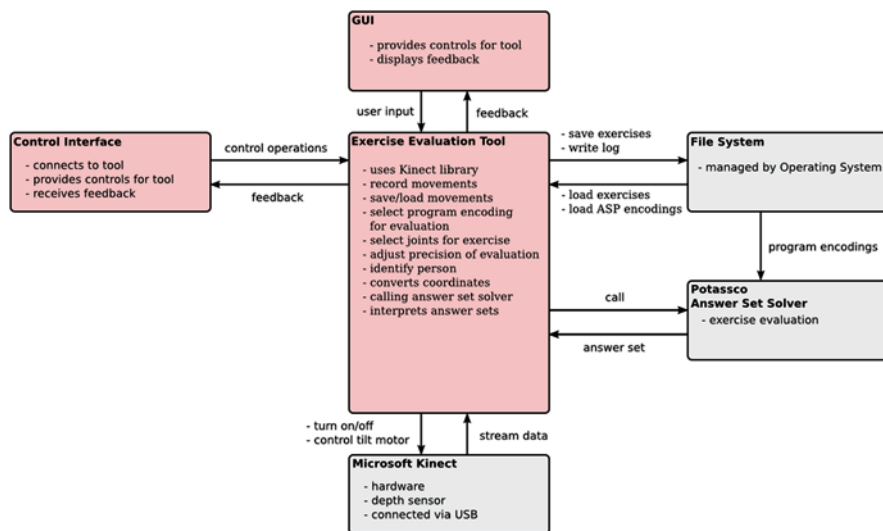 GUI
- provides controls for tool
- displays feedback
user input
feedback
Control Interface
- connects to tool
- provides controls for tool
- receives feedback
control operations
feedback
Exercise Evaluation Tool
- uses Kinect library
- record movements
- save/load movements
- select program encoding
for evaluation
- select joints for exercise
- adjust precision of evaluation
- identify person
- converts coordinates
- calling answer set solver
- interprets answer sets
- save exercises
- write log
- load exercises
- load ASP encodings
File System
- managed by Operating System
program encodings
call
answer set
Potassco
Answer Set Solver
- exercise evaluation
- turn on/off
- control tilt motor
stream data
Microsoft Kinect
- hardware
- depth sensor
- connected via USB